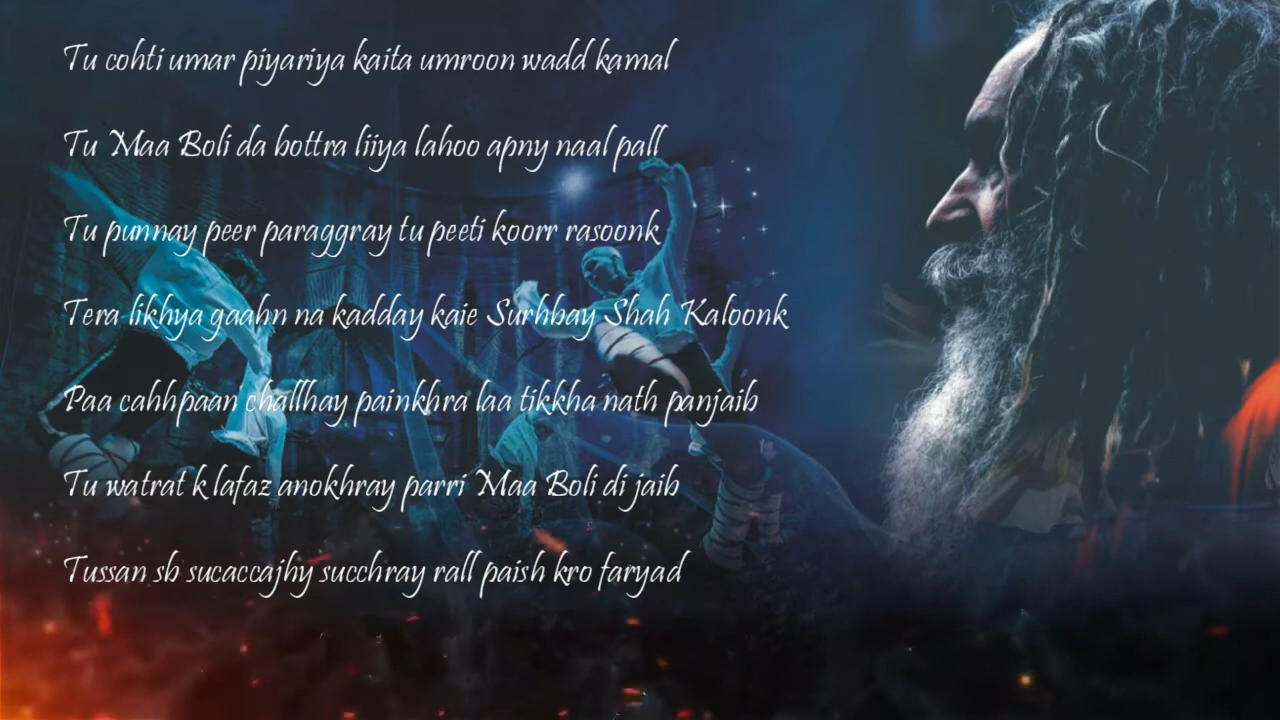 Tu cohti umar piyariya kaita umroon wadd kamal
Tu Maa Boli da bottra liiya lahoo apny naal pall
Tu punnay peer paraggray tu peeti koorr rasoonk
Tera likhya gaahn na kadday kaie Surhbay Shah Kaloonk
Paa cahhpaan challhay painkhra laa tikkha nath panjaib
Tu watrat k lafaz anokhray parri Maa Boli di jaib
Tussan sb sucaccajhy succhray rall paish kro faryad